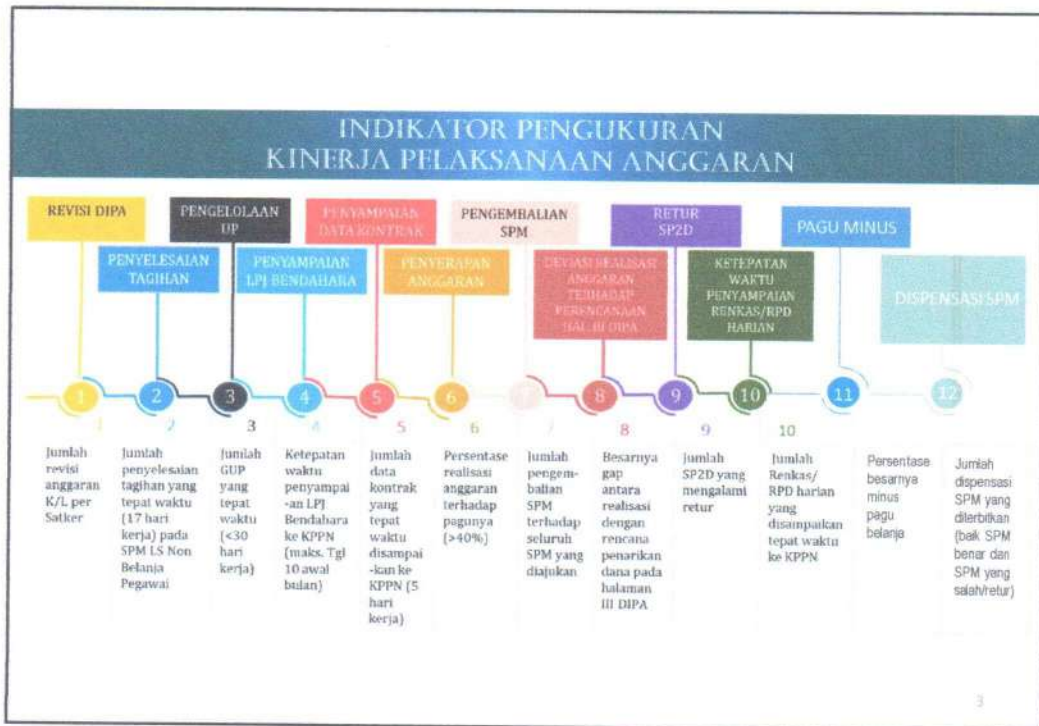 INDIKATOR PENGUKURAN
KINERJA PELAKSANAAN ANGGARAN
REVISI DIPA
PENGELOLAAN
UP
PENYAMPAIAN
DATA KONTRAK
PENGEMBALIAN
SPM
RETUR
SP2D
PAGU MINUS
PENYELESAIAN
TAGIHAN
PENYAMPAIAN
LPJ BENDAHARA
PENYERAPAN
ANGGARAN
DEVIASI REALISASI
ANGGARAN
TERHADAP
PERENCANAAN
HAL. III DIPA
KETEPATAN
WAKTU
PENYAMPAIAN
RENKAS/RPD
HARIAN
DISPENSASI SPM
1
2
3
4
5
6
7
8
9
10
11
12
1
2
3
4
5
6
7
8
9
10
Jumlah
revisi
anggaran
K/L per
Satker
Jumlah
penyelesaian
tagihan yang
tepat waktu
(17 hari
kerja) pada
SPM LS Non
Belanja
Pegawai
Jumlah
GUP
yang
tepat
waktu
(<30
hari
kerja)
Ketepatan
waktu
penyampai
-an LPJ
Bendahara
ke KPPN
(maks. Tgl
10 awal
bulan)
Jumlah
data
kontrak
yang
tepat
waktu
disampai
-kan ke
KPPN (5
hari
kerja)
Persentase
realisasi
anggaran
terhadap
pagunya
(>40%)
Jumlah
pengem-
balian
SPM
terhadap
seluruh
SPM yang
diajukan
Besarnya
gap
antara
realisasi
dengan
rencana
penarikan
dana pada
halaman
III DIPA
Jumlah
SP2D yang
mengalami
retur
Jumlah
Renkas/
RPD harian
yang
disampaikan
tepat waktu
ke KPPN
Persentase
besarnya
minus
pagu
belanja
Jumlah
dispensasi
SPM yang
diterbitkan
(baik SPM
benar dan
SPM yang
salah/retur)
3